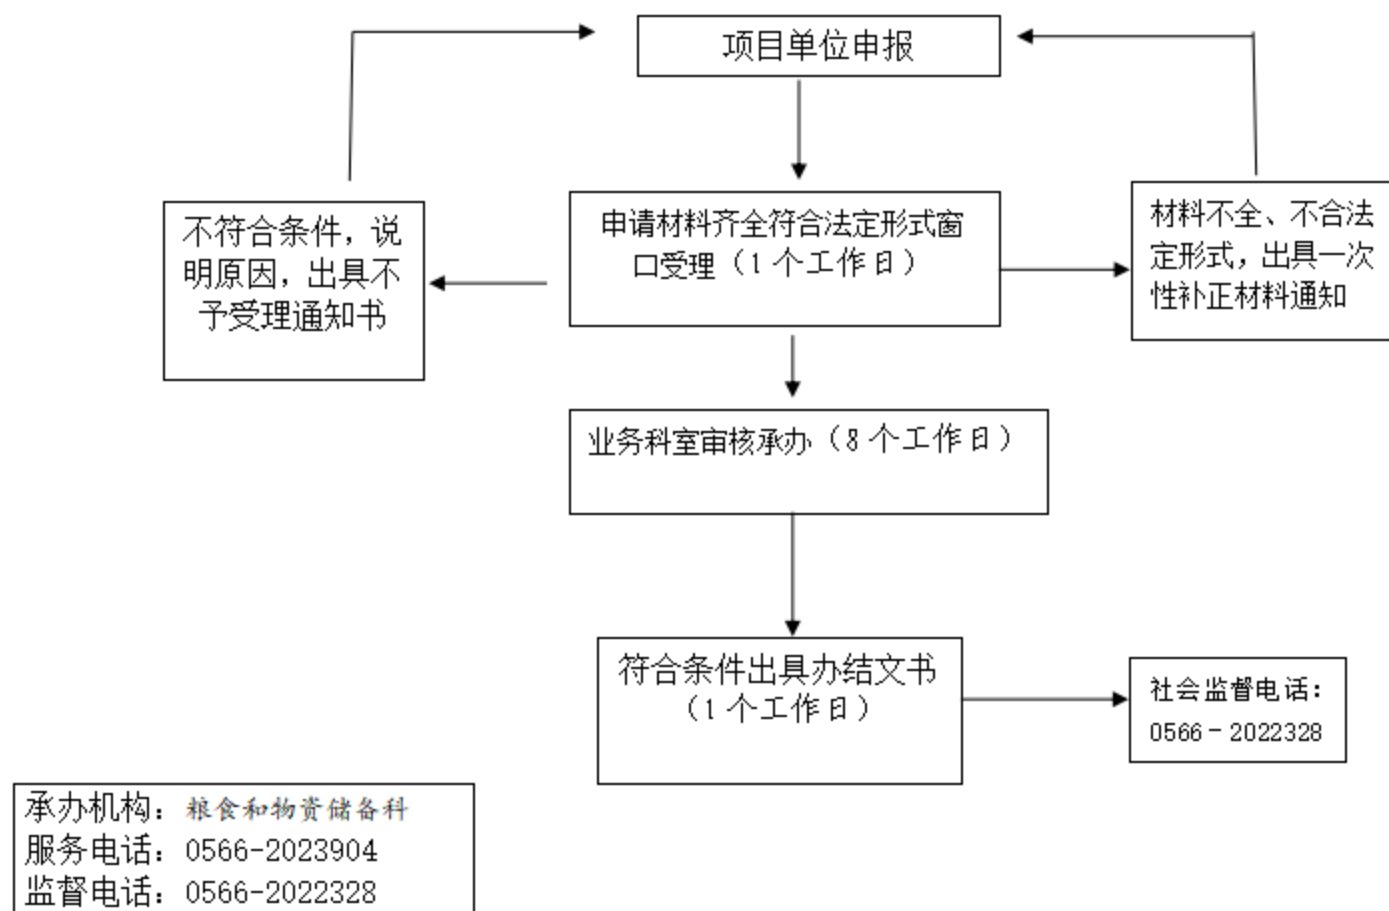 项目单位申报
不符合条件，说
明原因，出具不
予受理通知书
申请材料齐全符合法定形式窗
口受理（1个工作日）
材料不全、不合法
定形式，出具一次
性补正材料通知
业务科室审核承办（8个工作日）
符合条件出具办结文书
（1个工作日）
社会监督电话：
0566－2022328
承办机构：粮食和物资储备科
服务电话：0566-2023904
监督电话：0566-2022328